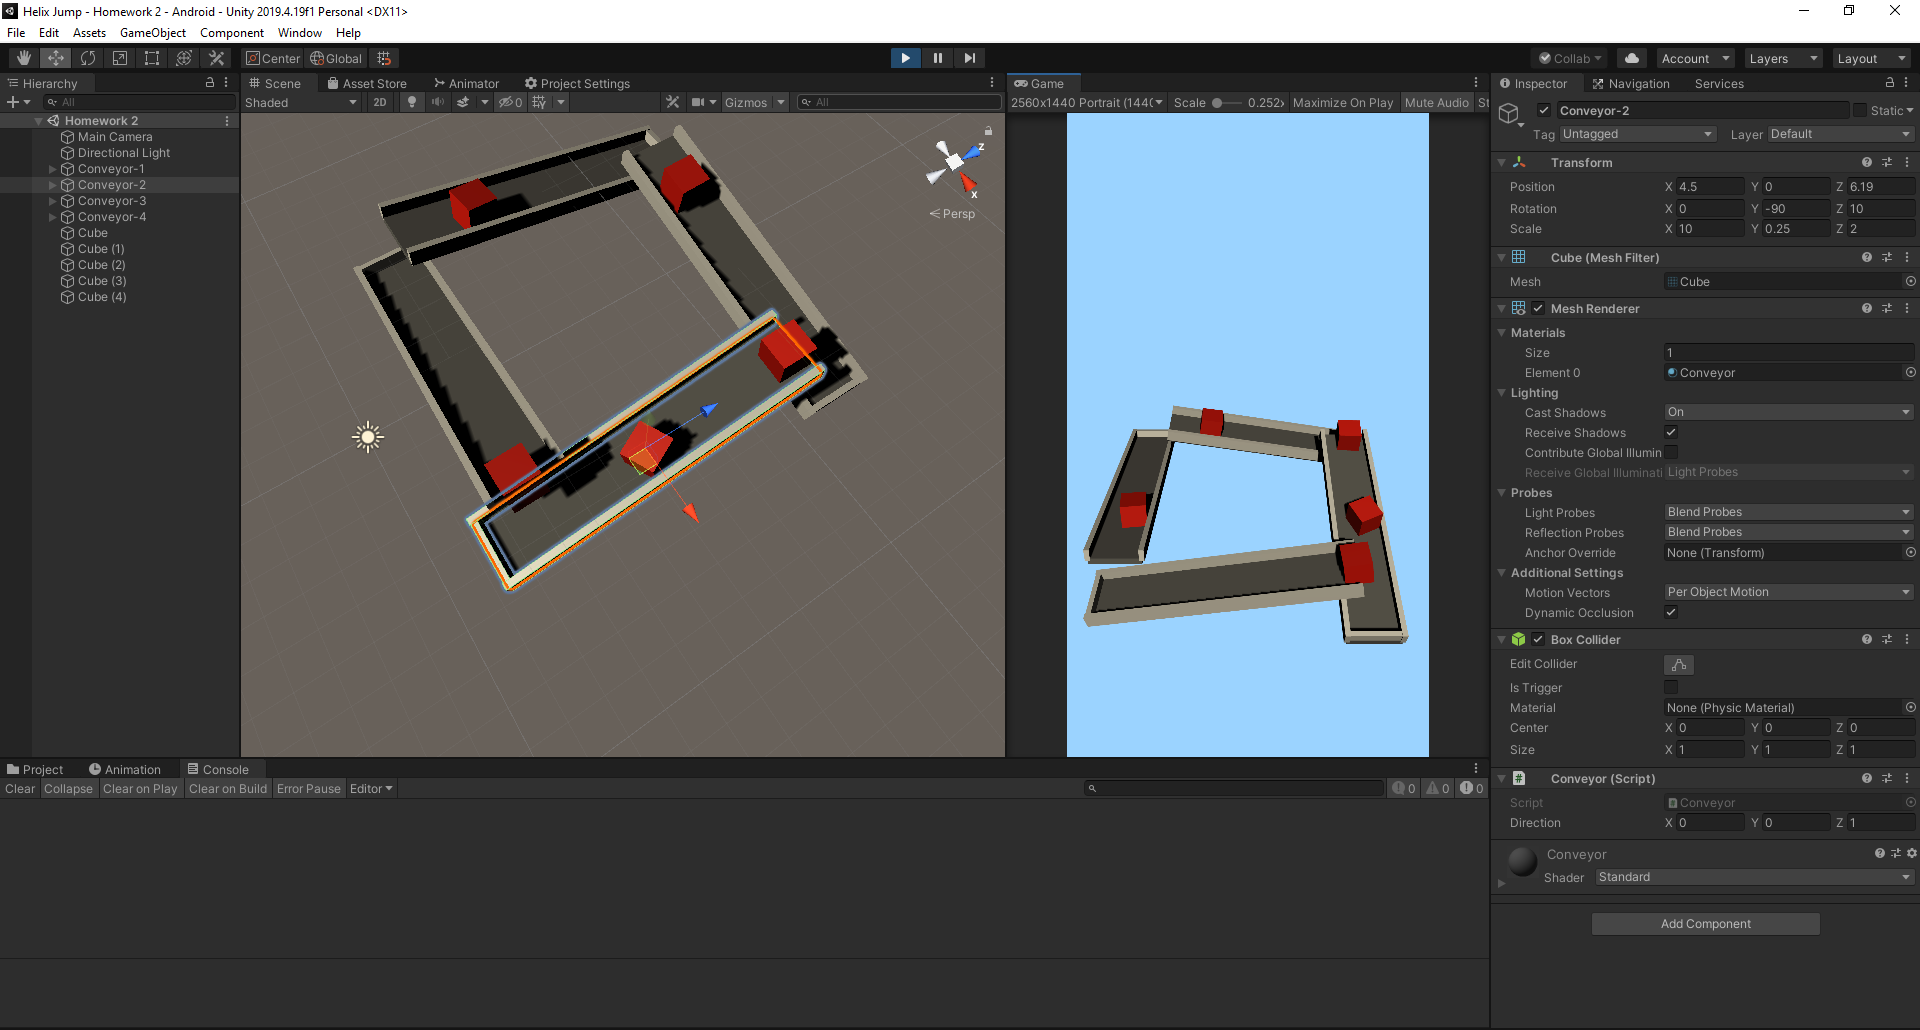 Helix Jump - Homework 2 - Android - Unity 2019.4.19f1 Personal <DX11>
File Edit Assets GameObject Component Window Help
Center Global Collab Account Layers Layout
Hierarchy
All
Homework 2
Main Camera
Directional Light
Conveyor-1
Conveyor-2
Conveyor-3
Conveyor-4
Cube
Cube (1)
Cube (2)
Cube (3)
Cube (4)
Scene Asset Store Animator Project Settings
Shaded 2D 0 Gizmos All
z
x
Persp
Game
2560x1440 Portrait (144( Scale 0.252x Maximize On Play Mute Audio St
Inspector Navigation Services
Conveyor-2 Static
Tag Untagged Layer Default
Transform
Position X 4.5 Y 0 Z 6.19
Rotation X 0 Y -90 Z 10
Scale X 10 Y 0.25 Z 2
Cube (Mesh Filter)
Mesh Cube
Mesh Renderer
Materials
Size 1
Element 0 Conveyor
Lighting
Cast Shadows On
Receive Shadows
Contribute Global Illumin
Receive Global Illuminati Light Probes
Probes
Light Probes Blend Probes
Reflection Probes Blend Probes
Anchor Override None (Transform)
Additional Settings
Motion Vectors Per Object Motion
Dynamic Occlusion
Box Collider
Edit Collider
Is Trigger
Material None (Physic Material)
Center X 0 Y 0 Z 0
Size X 1 Y 1 Z 1
Conveyor (Script)
Script Conveyor
Direction X 0 Y 0 Z 1
Conveyor
Shader Standard
Add Component
Project Animation Console
Clear Collapse Clear on Play Clear on Build Error Pause Editor 0 0 0